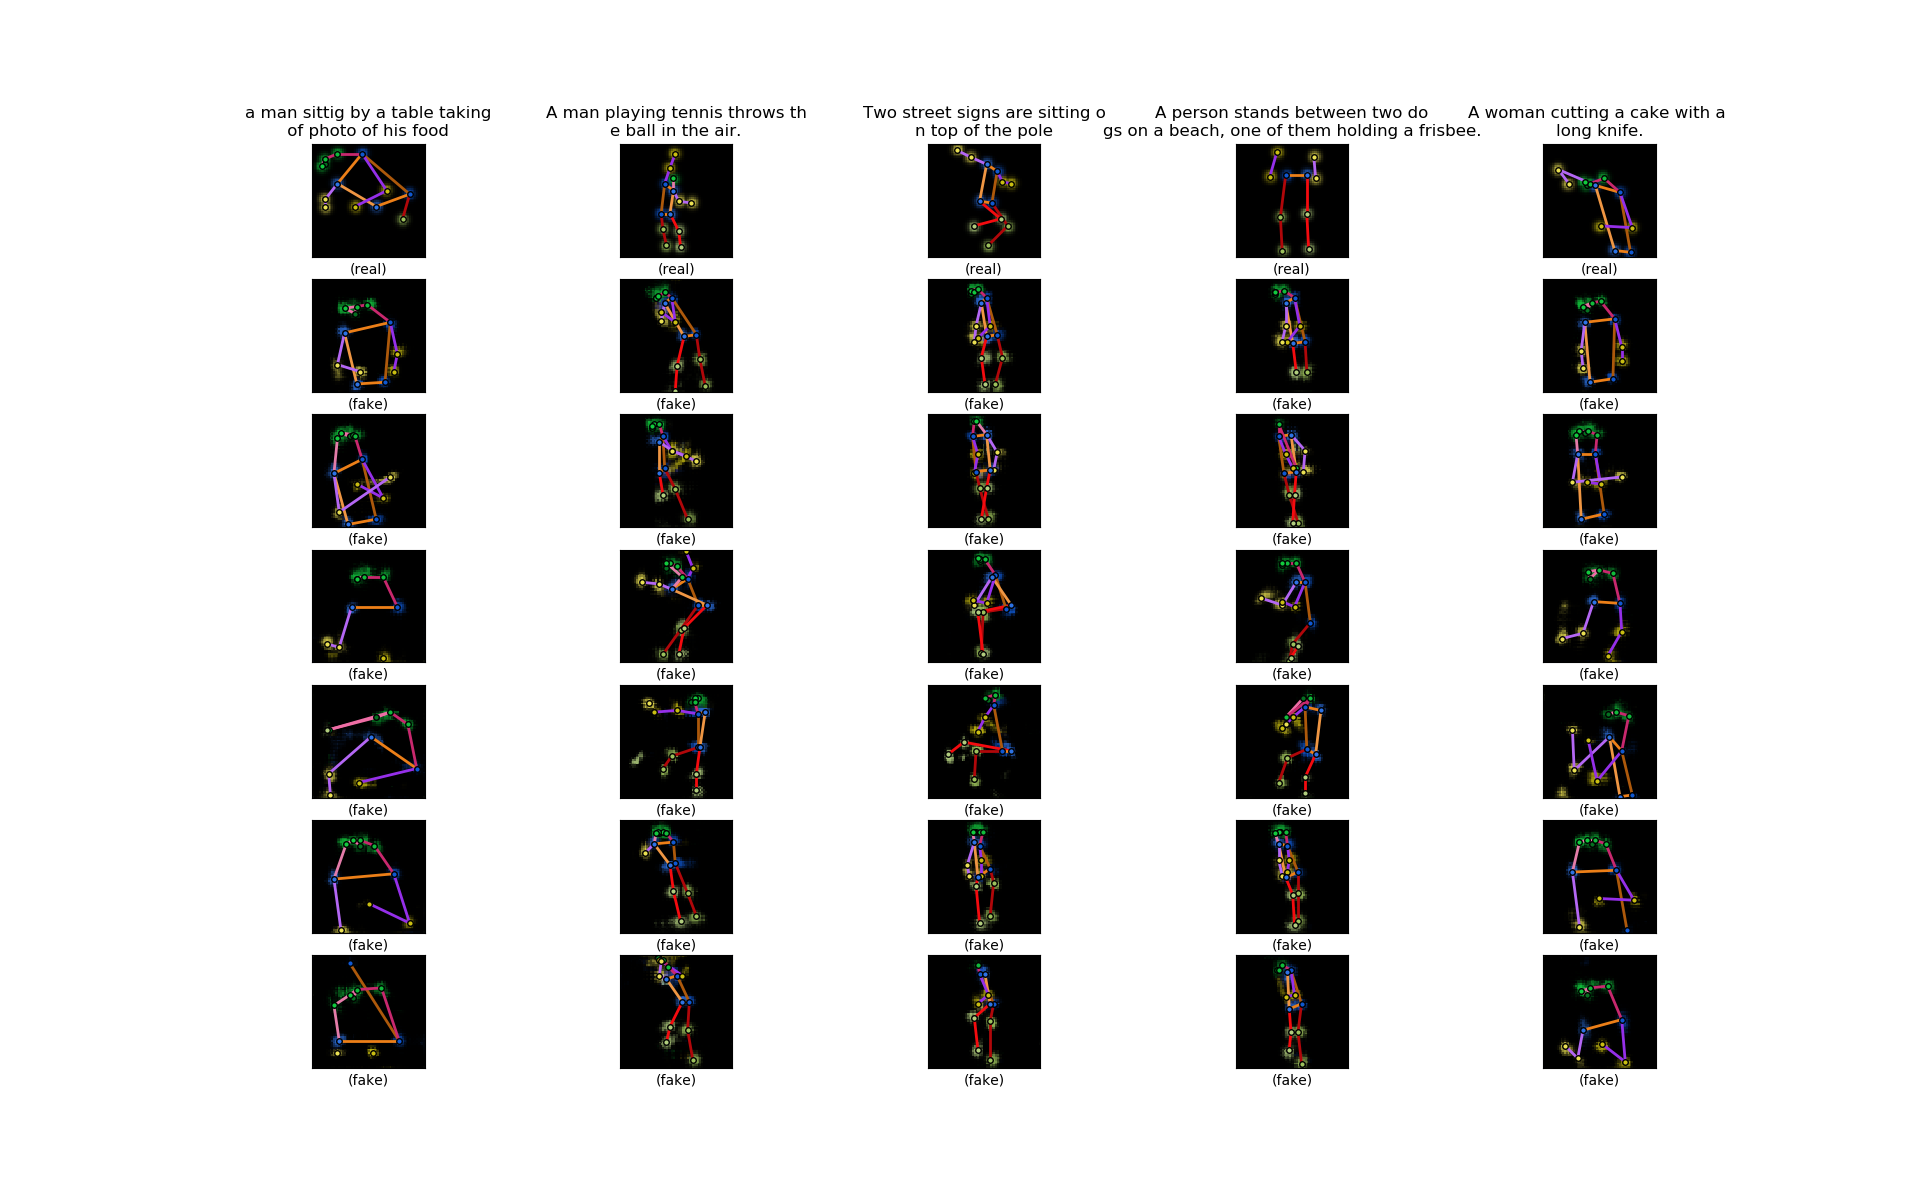 a man sittig by a table taking
of photo of his food
A man playing tennis throws th
e ball in the air.
Two street signs are sitting o
n top of the pole
A person stands between two do
gs on a beach, one of them holding a frisbee.
A woman cutting a cake with a
long knife.
(real) (real) (real) (real) (real)
(fake) (fake) (fake) (fake) (fake)
(fake) (fake) (fake) (fake) (fake)
(fake) (fake) (fake) (fake) (fake)
(fake) (fake) (fake) (fake) (fake)
(fake) (fake) (fake) (fake) (fake)
(fake) (fake) (fake) (fake) (fake)